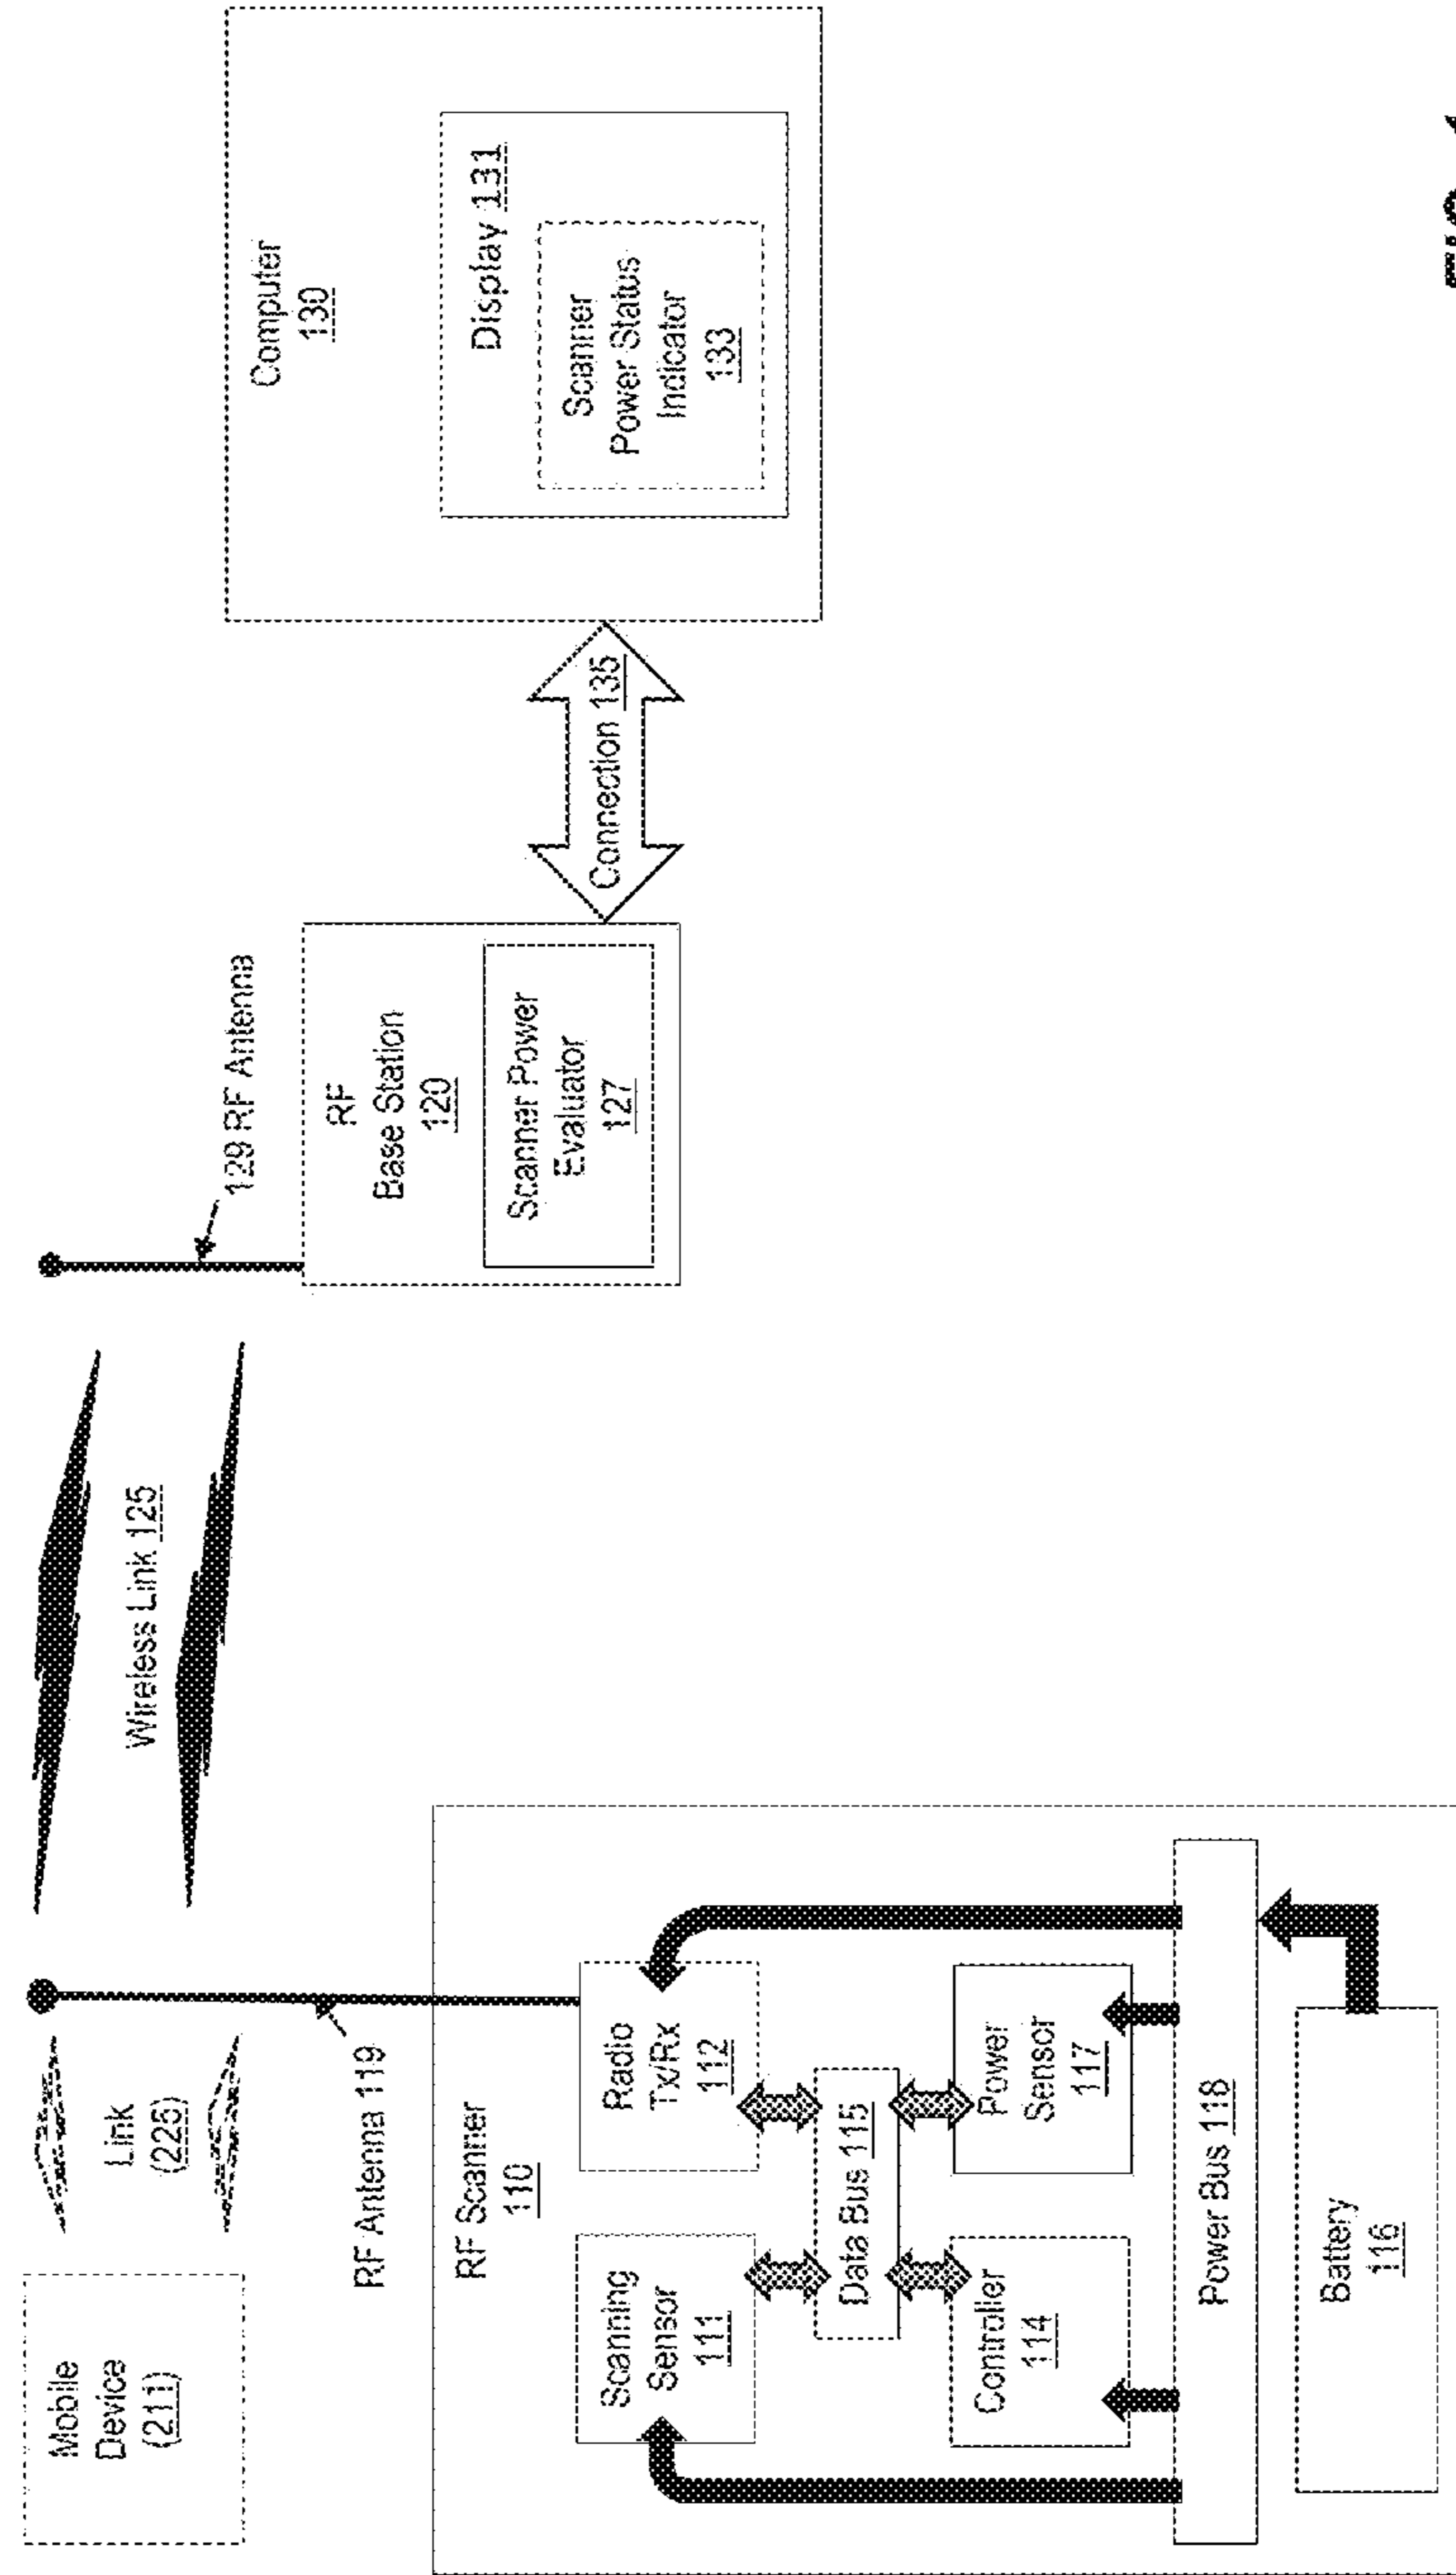 Mobile
Device
(211)
Link
(225)
Wireless Link 125
RF Antenna 119
129 RF Antenna
RF Scanner
110
Scanning
Sensor
111
Radio
Tx/Rx
112
Data Bus 115
Controller
114
Power
Sensor
117
Power Bus 118
Battery
116
RF
Base Station
120
Scanner Power
Evaluator
127
Connection 135
Computer
130
Display 131
Scanner
Power Status
Indicator
133